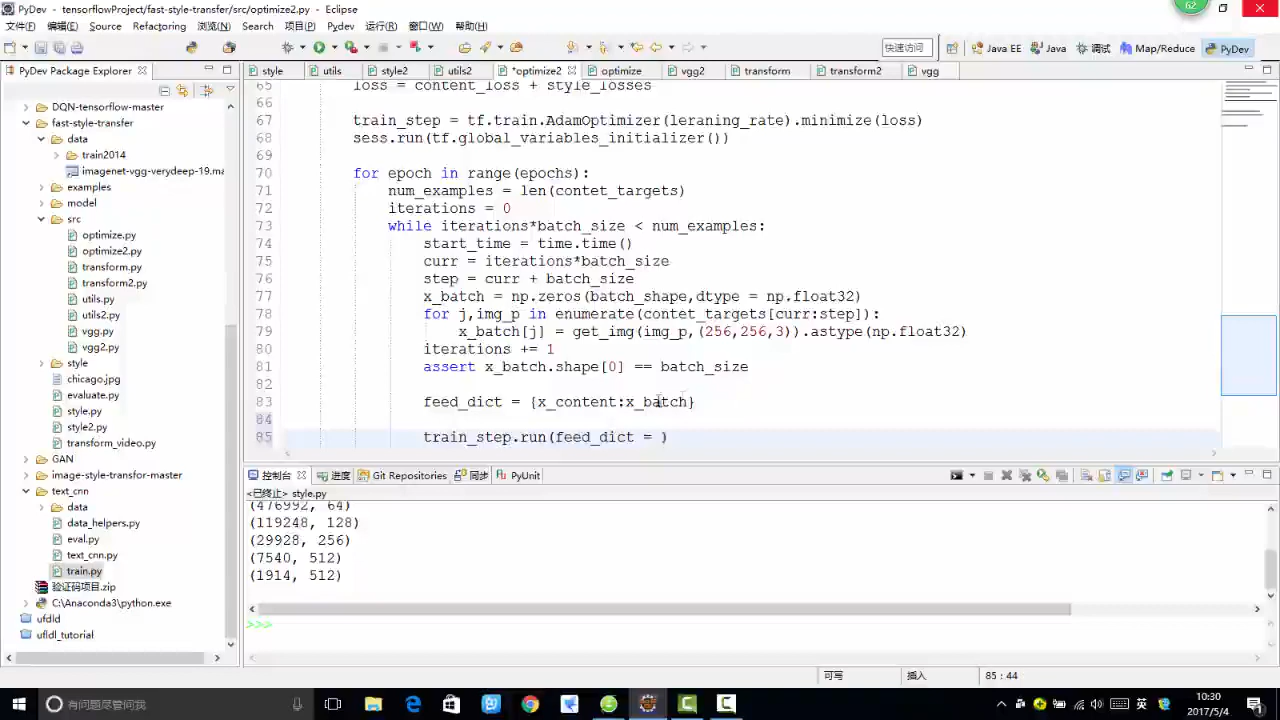 PyDev - tensorflowProject/fast-style-transfer/src/optimize2.py - Eclipse
62
文件(F) 编辑(E) Source Refactoring 浏览(N) Search 项目(P) Pydev 运行(R) 窗口(W) 帮助(H)
快速访问 Java EE Java 调试 Map/Reduce PyDev
PyDev Package Explorer
style utils style2 utils2 *optimize2 optimize vgg2 transform transform2 vgg
DQN-tensorflow-master
fast-style-transfer
data
train2014
imagenet-vgg-verydeep-19.ma
examples
model
src
optimize.py
optimize2.py
transform.py
transform2.py
utils.py
utils2.py
vgg.py
vgg2.py
style
chicago.jpg
evaluate.py
style.py
style2.py
transform_video.py
GAN
image-style-transfor-master
text_cnn
data
data_helpers.py
eval.py
text_cnn.py
train.py
验证码项目.zip
C:\Anaconda3\python.exe
ufdld
ufldl_tutorial
65 loss = content_loss + style_losses
66
67 train_step = tf.train.AdamOptimizer(leraning_rate).minimize(loss)
68 sess.run(tf.global_variables_initializer())
69
70 for epoch in range(epochs):
71 num_examples = len(contet_targets)
72 iterations = 0
73 while iterations*batch_size < num_examples:
74 start_time = time.time()
75 curr = iterations*batch_size
76 step = curr + batch_size
77 x_batch = np.zeros(batch_shape,dtype = np.float32)
78 for j,img_p in enumerate(contet_targets[curr:step]):
79 x_batch[j] = get_img(img_p,(256,256,3)).astype(np.float32)
80 iterations += 1
81 assert x_batch.shape[0] == batch_size
82
83 feed_dict = {x_content:x_batch}
84
85 train_step.run(feed_dict = )
控制台 进度 Git Repositories 同步 PyUnit
<已终止> style.py
(476992, 64)
(119248, 128)
(29928, 256)
(7540, 512)
(1914, 512)
>>>
可写 插入 85 : 44
有问题尽管问我
英
10:30
2017/5/4